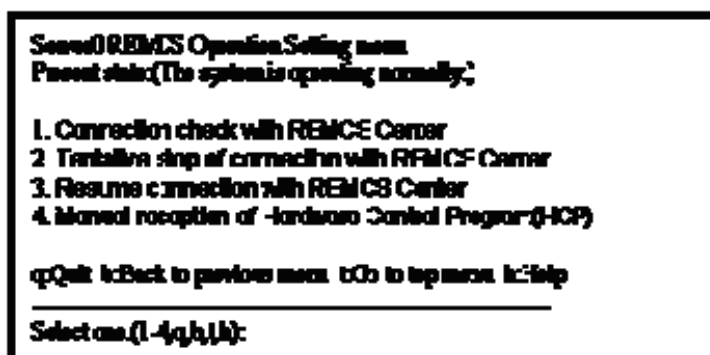 Server0 REMCS Operation Setting menu
Present state:(The system is operating normally.)
1. Connection check with REMCS Center
2. Tentative stop of connection with REMCS Center
3. Resume connection with REMCS Center
4. Manual reception of Hardware Control Program(HCP)
q:Quit b:Back to previous menu t:Go to top menu h:Help
Select one.(1-4,q,b,t,h):